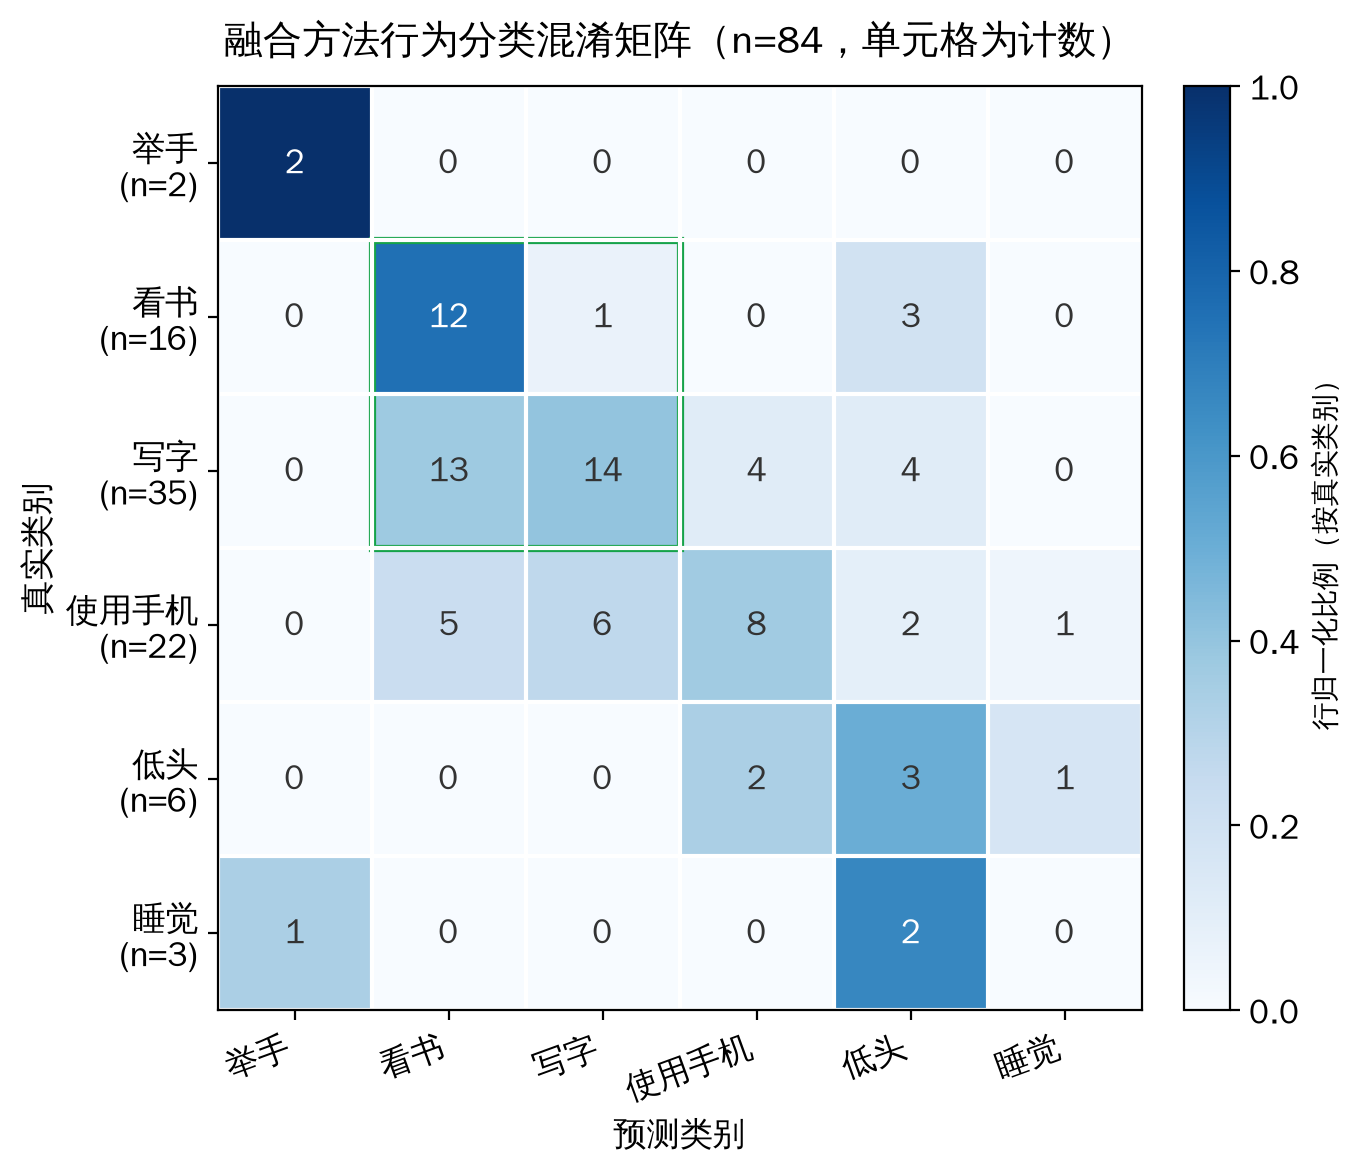 融合方法行为分类混淆矩阵（n=84，单元格为计数）
举手
(n=2)
2 0 0 0 0 0
看书
(n=16)
0 12 1 0 3 0
写字
(n=35)
0 13 14 4 4 0
使用手机
(n=22)
0 5 6 8 2 1
低头
(n=6)
0 0 0 2 3 1
睡觉
(n=3)
1 0 0 0 2 0
真实类别
举手 看书 写字 使用手机 低头 睡觉
预测类别
1.0
0.8
0.6
0.4
0.2
0.0
行归一化比例（按真实类别）